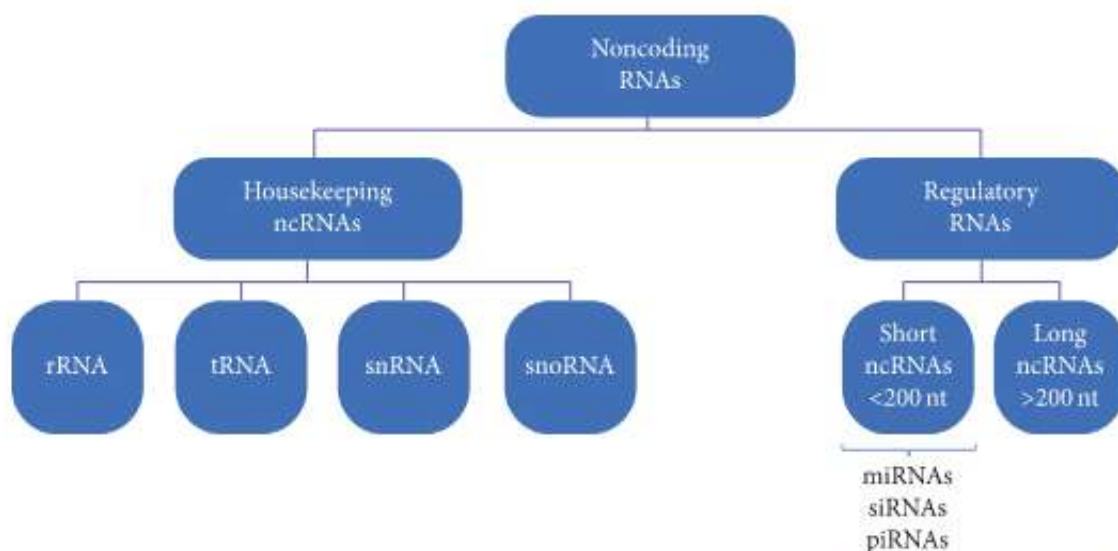 Noncoding
RNAs
Housekeeping
ncRNAs
Regulatory
RNAs
rRNA
tRNA
snRNA
snoRNA
Short
ncRNAs
<200 nt
Long
ncRNAs
>200 nt
miRNAs
siRNAs
piRNAs